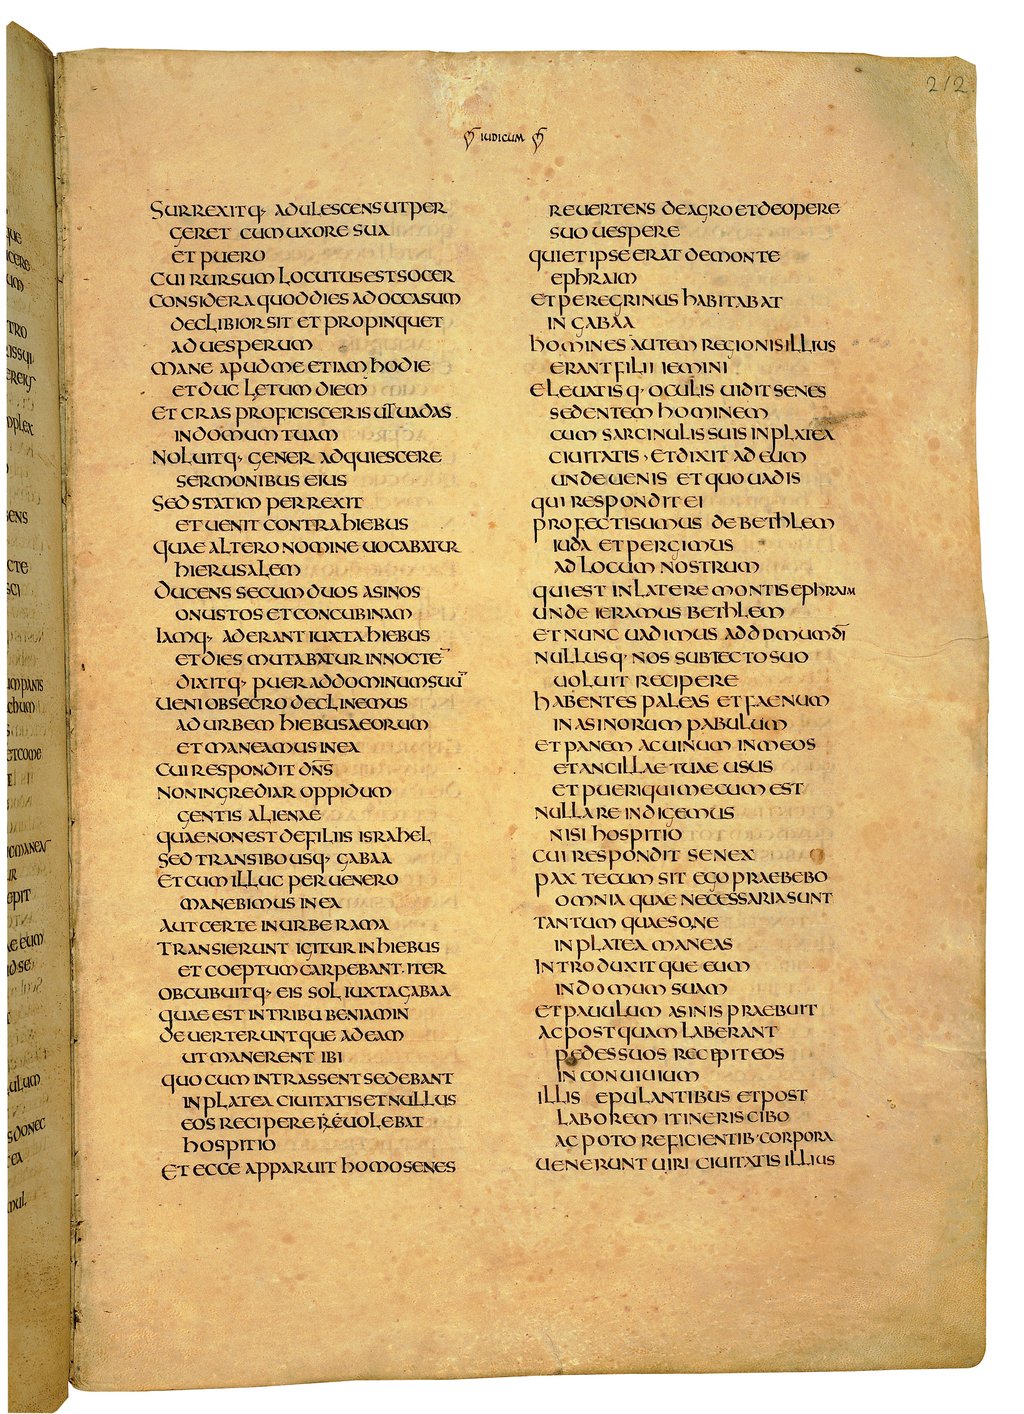 212
IUDICUM
SURREXITQ· ADULESCENS UT PER
GERET CUM UXORE SUA
ET PUERO
CUI RURSUM LOCUTUS EST SOCER
CONSIDERA QUOD DIES AD OCCASUM
DECLIBIOR SIT ET PROPINQUET
AD UESPERUM
MANE APUD ME ETIAM HODIE
ET DUC LETUM DIEM
ET CRAS PROFICISCERIS UT UADAS
IN DOMUM TUAM
NOLUITQ· GENER ADQUIESCERE
SERMONIBUS EIUS
SED STATIM PERREXIT
ET UENIT CONTRA HIEBUS
QUAE ALTERO NOMINE UOCABATUR
HIERUSALEM
DUCENS SECUM DUOS ASINOS
ONUSTOS ET CONCUBINAM
IAMQ· ADERANT IUXTA HIEBUS
ET DIES MUTABATUR IN NOCTE¯
DIXITQ· PUER AD DOMINUM SUU¯
UENI OBSECRO DECLINEMUS
AD URBEM HIEBUSAEORUM
ET MANEAMUS IN EA
CUI RESPONDIT DN̅S̅
NON INGREDIAR OPPIDUM
GENTIS ALIENAE
QUAE NON EST DE FILIIS ISRAHEL
SED TRANSIBO USQ· GABAA
ET CUM ILLUC PERUENERO
MANEBIMUS IN EA
AUT CERTE IN URBE RAMA
TRANSIERUNT IGITUR IN HIEBUS
ET COEPTUM CARPEBANT· ITER
OBCUBUITQ· EIS SOL IUXTA GABAA
QUAE EST IN TRIBU BENIAMIN
DEUERTERUNTQUE AD EAM
UT MANERENT IBI
QUO CUM INTRASSENT SEDEBANT
IN PLATEA CIUITATIS ET NULLUS
EOS RECIPERE UOLEBAT
HOSPITIO
ET ECCE APPARUIT HOMO SENES
REUERTENS DE AGRO ET DE OPERE
SUO UESPERE
QUI ET IPSE ERAT DE MONTE
EPHRAIM
ET PEREGRINUS HABITABAT
IN GABAA
HOMINES AUTEM REGIONIS ILLIUS
ERANT FILII IEMINI
ELEUATISQ· OCULIS UIDIT SENES
SEDENTEM HOMINEM
CUM SARCINULIS SUIS IN PLATEA
CIUITATIS · ET DIXIT AD EUM
UNDE UENIS ET QUO UADIS
QUI RESPONDIT EI
PROFECTI SUMUS DE BETHLEM
IUDA ET PERGIMUS
AD LOCUM NOSTRUM
QUI EST IN LATERE MONTIS EPHRAIM
UNDE IERAMUS BETHLEM
ET NUNC UADIMUS AD DOMUM DI̅
NULLUSQ· NOS SUB TECTO SUO
UOLUIT RECIPERE
HABENTES PALEAS ET FAENUM
IN ASINORUM PABULUM
ET PANEM AC UINUM IN MEOS
ET ANCILLAE TUAE USUS
ET PUERI QUI MECUM EST
NULLA RE INDIGEMUS
NISI HOSPITIO
CUI RESPONDIT SENEX
PAX TECUM SIT EGO PRAEBEBO
OMNIA QUAE NECESSARIA SUNT
TANTUM QUAESO NE
IN PLATEA MANEAS
INTRODUXITQUE EUM
IN DOMUM SUAM
ET PAUULUM ASINIS PRAEBUIT
AC POSTQUAM LABERANT
PEDES SUOS RECEPIT EOS
IN CONUIUIUM
ILLIS EPULANTIBUS ET POST
LABOREM ITINERIS CIBO
AC POTO REFICIENTIB· CORPORA
UENERUNT UIRI CIUITATIS ILLIUS